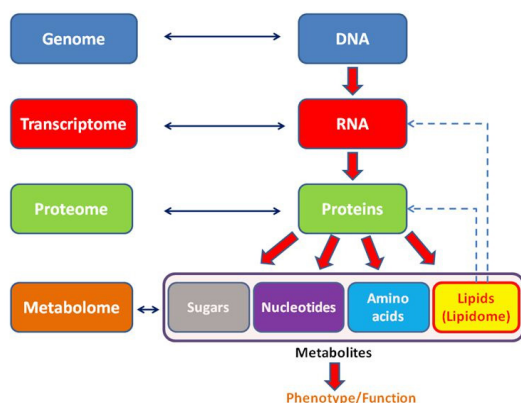 Genome
DNA
Transcriptome
RNA
Proteome
Proteins
Metabolome
Sugars
Nucleotides
Amino
acids
Lipids
(Lipidome)
Metabolites
Phenotype/Function